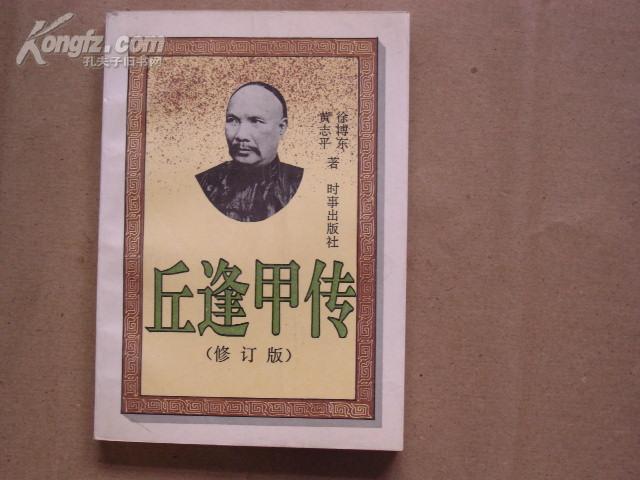 Kongfz.com
孔夫子旧书网
徐博东
黄志平
著
时事出版社
丘逢甲传
(修订版)